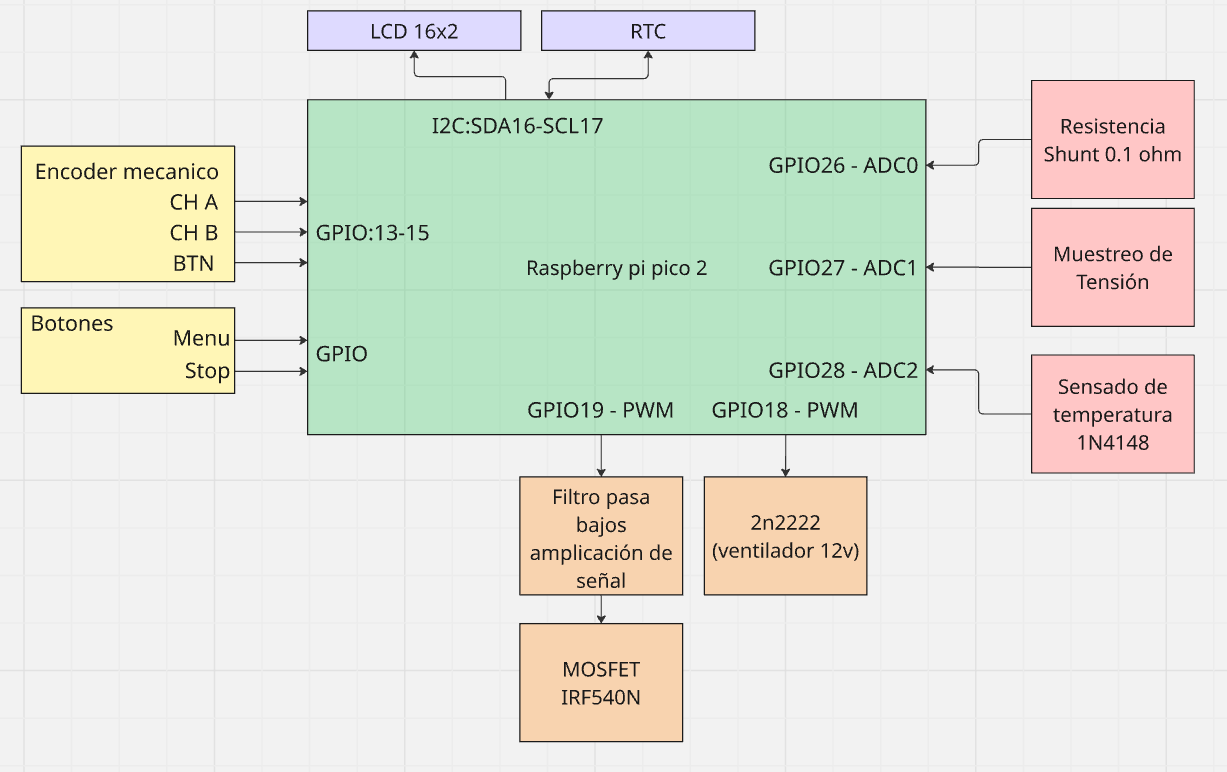 LCD 16x2
RTC
I2C:SDA16-SCL17
Encoder mecanico
CH A
CH B
BTN
GPIO:13-15
Botones
Menu
Stop
GPIO
Raspberry pi pico 2
GPIO26 - ADC0
GPIO27 - ADC1
GPIO28 - ADC2
GPIO19 - PWM
GPIO18 - PWM
Resistencia
Shunt 0.1 ohm
Muestreo de
Tensión
Sensado de
temperatura
1N4148
Filtro pasa
bajos
amplicación de
señal
2n2222
(ventilador 12v)
MOSFET
IRF540N